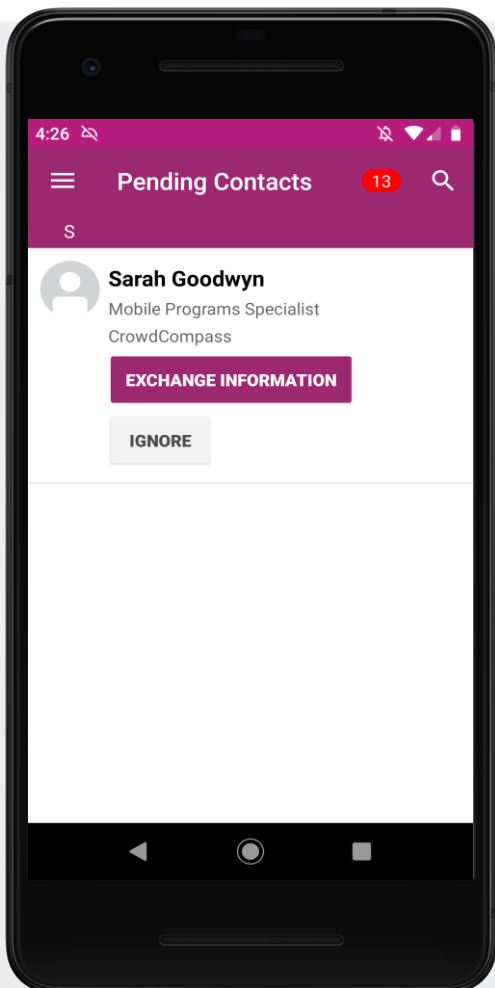 4:26
Pending Contacts 13
S
Sarah Goodwyn
Mobile Programs Specialist
CrowdCompass
EXCHANGE INFORMATION
IGNORE